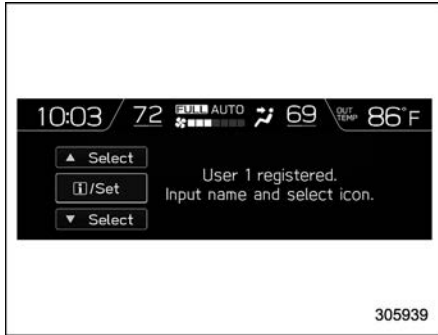 10:03 72 FULL AUTO 69 OUT TEMP 86°F
▲ Select
i/Set
▼ Select
User 1 registered.
Input name and select icon.
305939